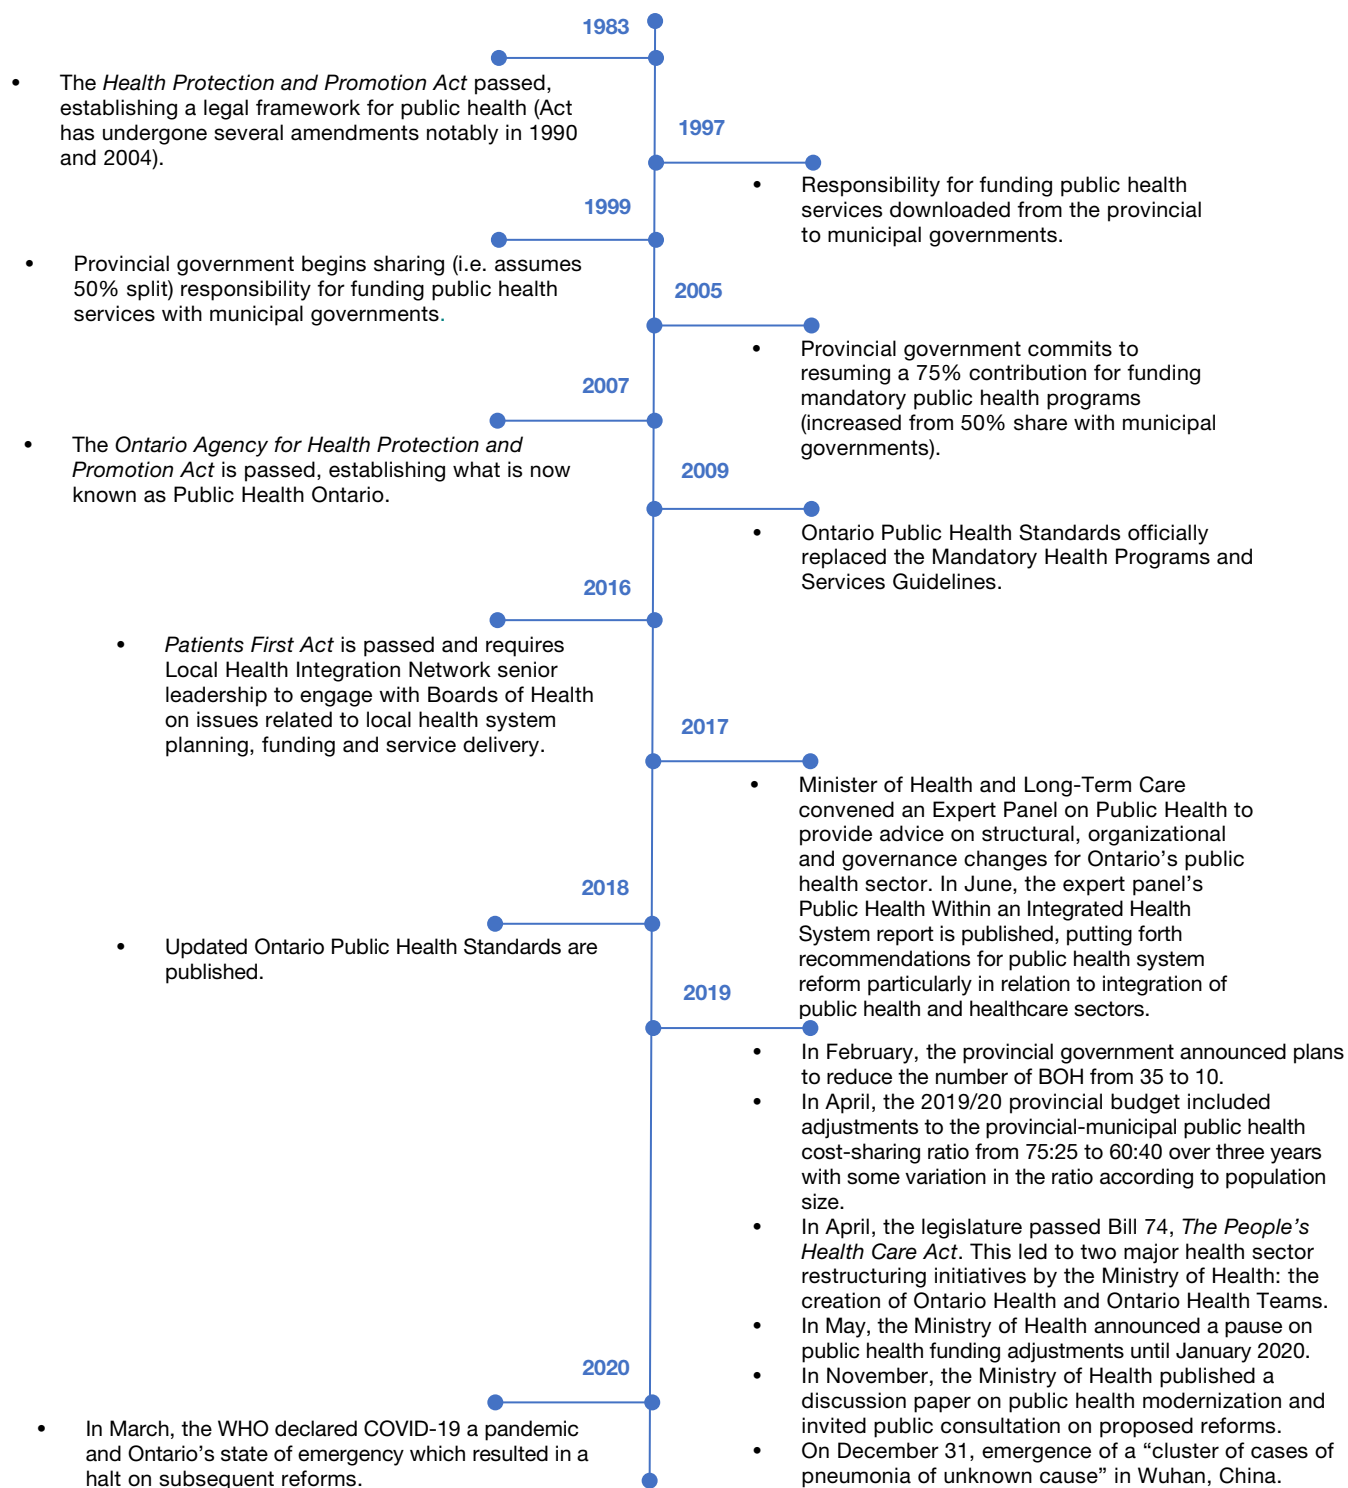 1983
• The Health Protection and Promotion Act passed,
establishing a legal framework for public health (Act
has undergone several amendments notably in 1990
and 2004).
1997
• Responsibility for funding public health
services downloaded from the provincial
to municipal governments.
1999
• Provincial government begins sharing (i.e. assumes
50% split) responsibility for funding public health
services with municipal governments.
2005
• Provincial government commits to
resuming a 75% contribution for funding
mandatory public health programs
(increased from 50% share with municipal
governments).
2007
• The Ontario Agency for Health Protection and
Promotion Act is passed, establishing what is now
known as Public Health Ontario.
2009
• Ontario Public Health Standards officially
replaced the Mandatory Health Programs and
Services Guidelines.
2016
• Patients First Act is passed and requires
Local Health Integration Network senior
leadership to engage with Boards of Health
on issues related to local health system
planning, funding and service delivery.
2017
• Minister of Health and Long-Term Care
convened an Expert Panel on Public Health to
provide advice on structural, organizational
and governance changes for Ontario’s public
health sector. In June, the expert panel’s
Public Health Within an Integrated Health
System report is published, putting forth
recommendations for public health system
reform particularly in relation to integration of
public health and healthcare sectors.
2018
• Updated Ontario Public Health Standards are
published.
2019
• In February, the provincial government announced plans
to reduce the number of BOH from 35 to 10.
• In April, the 2019/20 provincial budget included
adjustments to the provincial-municipal public health
cost-sharing ratio from 75:25 to 60:40 over three years
with some variation in the ratio according to population
size.
• In April, the legislature passed Bill 74, The People’s
Health Care Act. This led to two major health sector
restructuring initiatives by the Ministry of Health: the
creation of Ontario Health and Ontario Health Teams.
• In May, the Ministry of Health announced a pause on
public health funding adjustments until January 2020.
• In November, the Ministry of Health published a
discussion paper on public health modernization and
invited public consultation on proposed reforms.
• On December 31, emergence of a “cluster of cases of
pneumonia of unknown cause” in Wuhan, China.
2020
• In March, the WHO declared COVID-19 a pandemic
and Ontario’s state of emergency which resulted in a
halt on subsequent reforms.